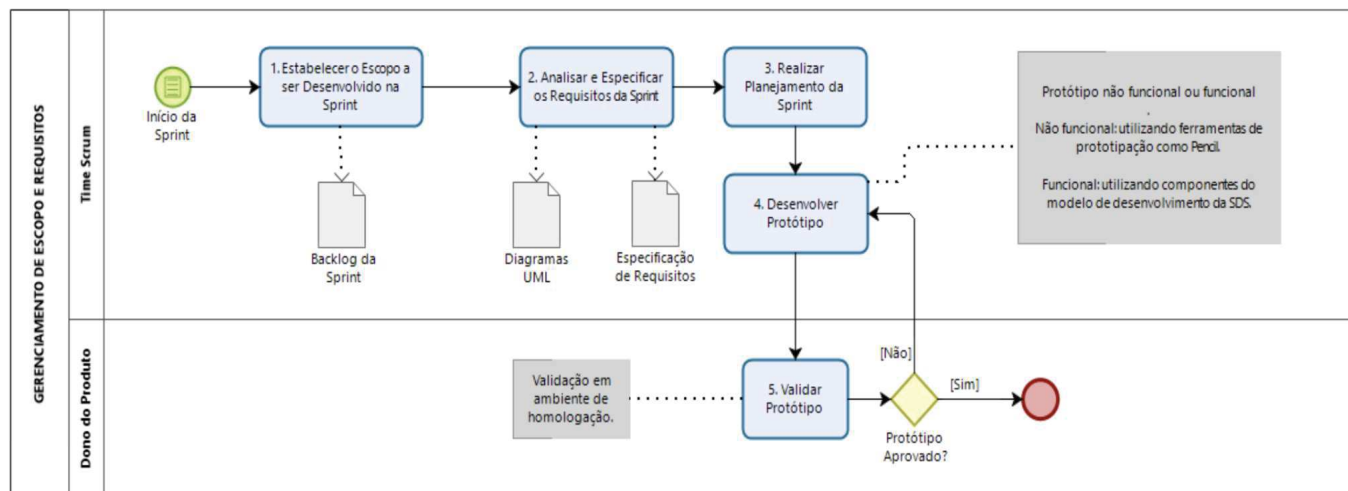 GERENCIAMENTO DE ESCOPO E REQUISITOS
Time Scrum
Início da
Sprint
1. Estabelecer o Escopo a
ser Desenvolvido na
Sprint
Backlog da
Sprint
2. Analisar e Especificar
os Requisitos da Sprint
Diagramas
UML
Especificação
de Requisitos
3. Realizar
Planejamento da
Sprint
4. Desenvolver
Protótipo
Protótipo não funcional ou funcional
.
Não funcional: utilizando ferramentas de
prototipação como Pencil.
Funcional: utilizando componentes do
modelo de desenvolvimento da SDS.
Dono do Produto
Validação em
ambiente de
homologação.
5. Validar
Protótipo
[Não]
[Sim]
Protótipo
Aprovado?